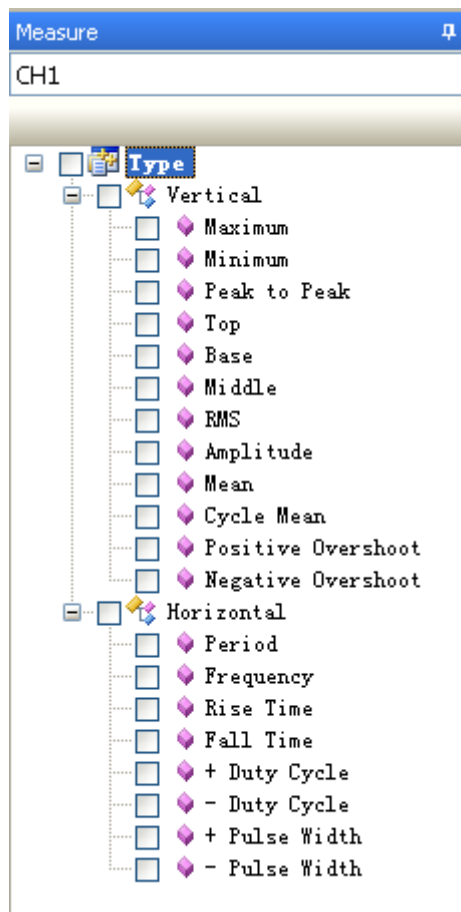 Measure
CH1
Type
Vertical
Maximum
Minimum
Peak to Peak
Top
Base
Middle
RMS
Amplitude
Mean
Cycle Mean
Positive Overshoot
Negative Overshoot
Horizontal
Period
Frequency
Rise Time
Fall Time
+ Duty Cycle
- Duty Cycle
+ Pulse Width
- Pulse Width